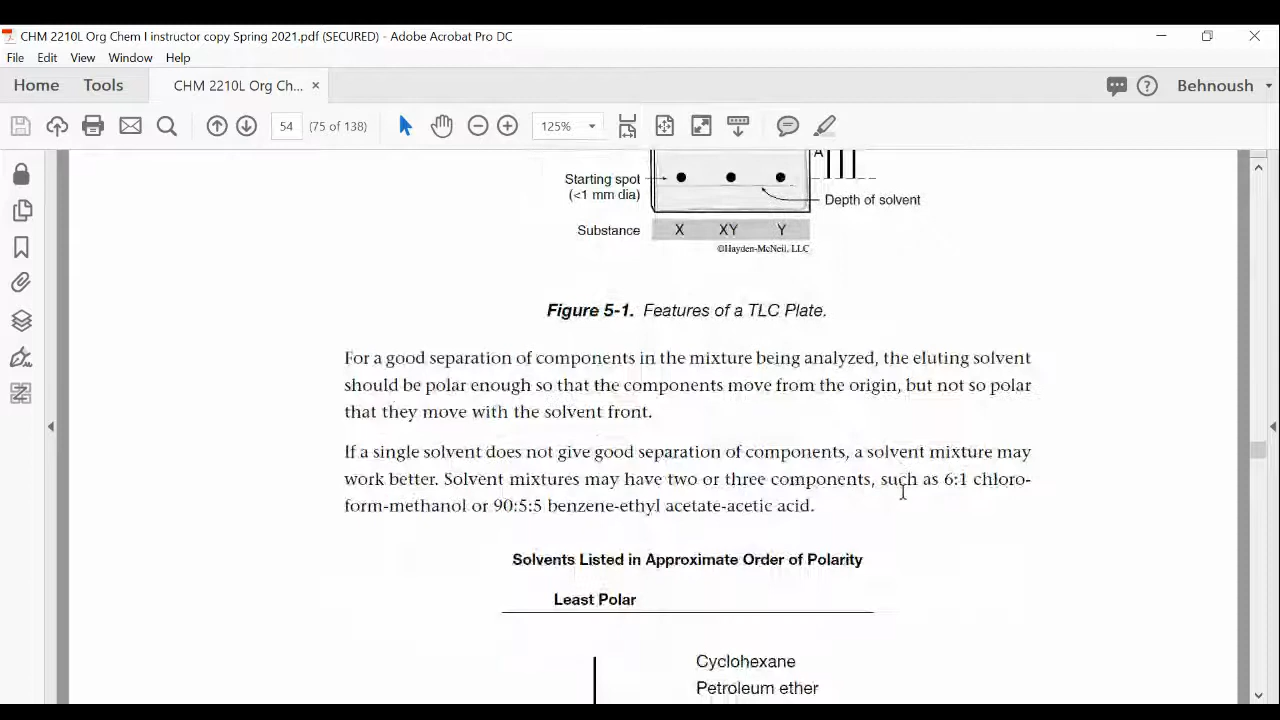 CHM 2210L Org Chem I instructor copy Spring 2021.pdf (SECURED) - Adobe Acrobat Pro DC
File Edit View Window Help
Home Tools CHM 2210L Org Ch... × Behnoush
54 (75 of 138) 125%
A
Starting spot
(<1 mm dia)
Depth of solvent
Substance X XY Y
©Hayden-McNeil, LLC
Figure 5-1. Features of a TLC Plate.
For a good separation of components in the mixture being analyzed, the eluting solvent
should be polar enough so that the components move from the origin, but not so polar
that they move with the solvent front.
If a single solvent does not give good separation of components, a solvent mixture may
work better. Solvent mixtures may have two or three components, such as 6:1 chloro-
form-methanol or 90:5:5 benzene-ethyl acetate-acetic acid.
Solvents Listed in Approximate Order of Polarity
Least Polar
Cyclohexane
Petroleum ether